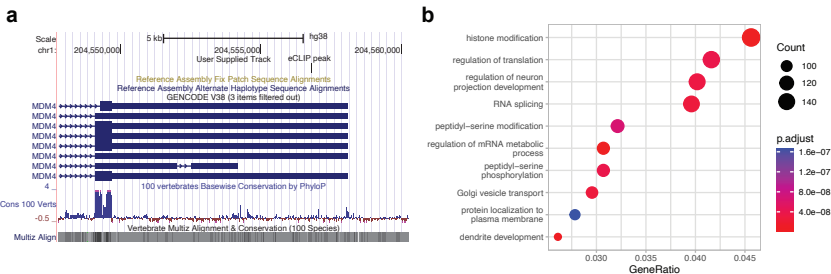 a
Scale
5 kb
hg38
chr1:
204,550,000
204,555,000
204,560,000
User Supplied Track
eCLIP peak
Reference Assembly Fix Patch Sequence Alignments
Reference Assembly Alternate Haplotype Sequence Alignments
GENCODE V38 (3 items filtered out)
MDM4
MDM4
MDM4
MDM4
MDM4
MDM4
MDM4
MDM4
4
100 vertebrates Basewise Conservation by PhyloP
Cons 100 Verts
-0.5
Vertebrate Multiz Alignment & Conservation (100 Species)
Multiz Align
b
histone modification
regulation of translation
regulation of neuron
projection development
RNA splicing
peptidyl−serine modification
regulation of mRNA metabolic
process
peptidyl−serine
phosphorylation
Golgi vesicle transport
protein localization to
plasma membrane
dendrite development
0.030
0.035
0.040
0.045
GeneRatio
Count
100
120
140
p.adjust
1.6e−07
1.2e−07
8.0e−08
4.0e−08